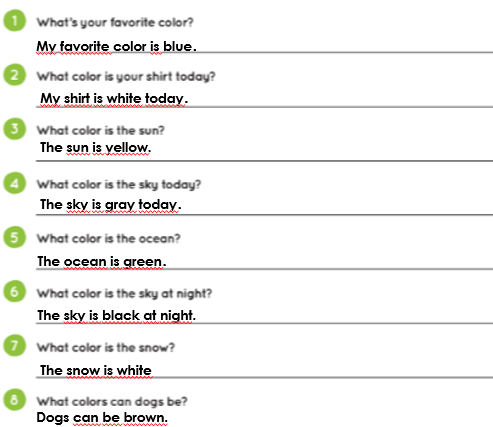 1 What's your favorite color?
My favorite color is blue.
2 What color is your shirt today?
My shirt is white today.
3 What color is the sun?
The sun is yellow.
4 What color is the sky today?
The sky is gray today.
5 What color is the ocean?
The ocean is green.
6 What color is the sky at night?
The sky is black at night.
7 What color is the snow?
The snow is white
8 What colors can dogs be?
Dogs can be brown.